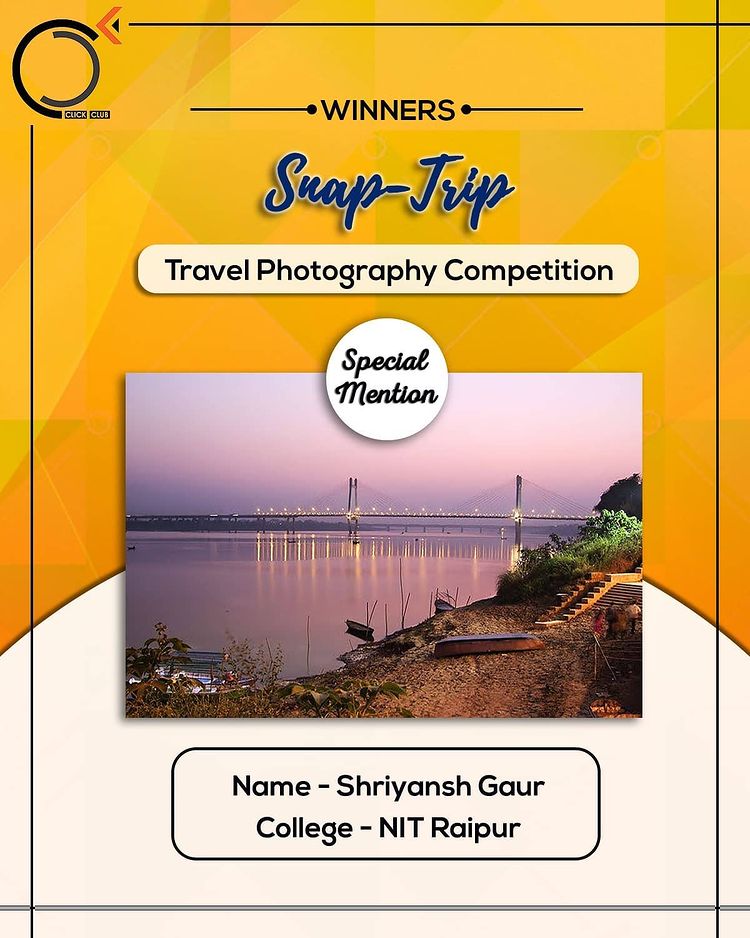 CLICK CLUB
WINNERS
Snap-Trip
Travel Photography Competition
Special
Mention
Name - Shriyansh Gaur
College - NIT Raipur